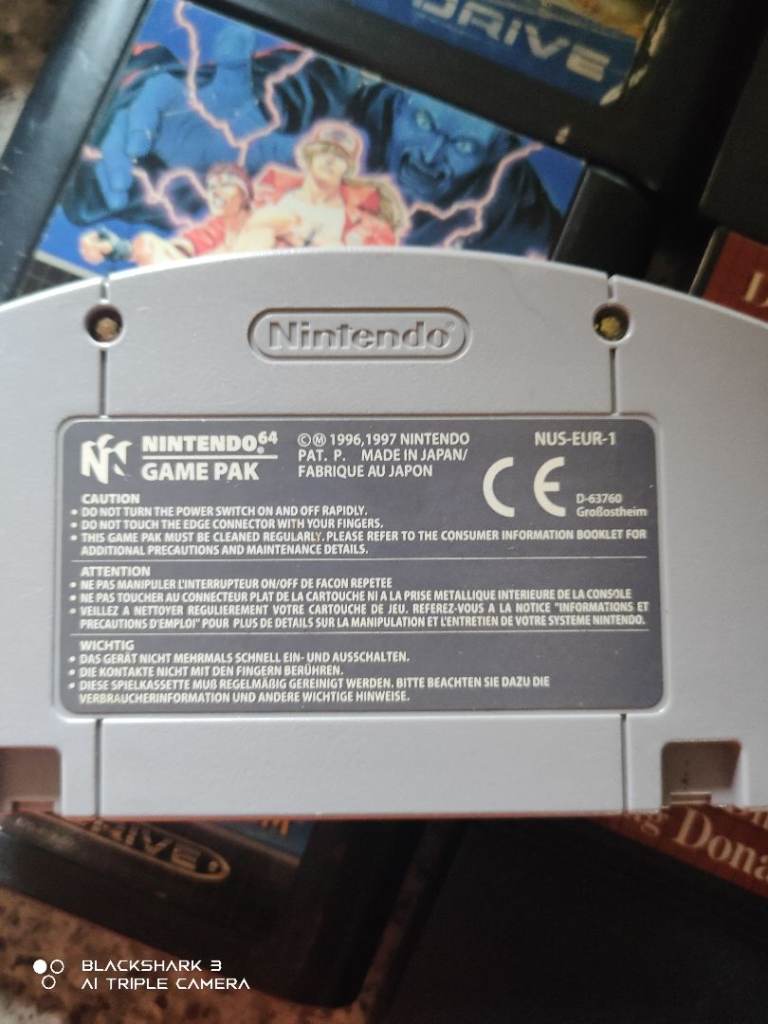 DRIVE
Nintendo®
NINTENDO64
GAME PAK
©Ⓜ 1996,1997 NINTENDO
PAT. P. MADE IN JAPAN/
FABRIQUE AU JAPON
NUS-EUR-1
CE
D-63760
Großostheim
CAUTION
• DO NOT TURN THE POWER SWITCH ON AND OFF RAPIDLY.
• DO NOT TOUCH THE EDGE CONNECTOR WITH YOUR FINGERS.
• THIS GAME PAK MUST BE CLEANED REGULARLY. PLEASE REFER TO THE CONSUMER INFORMATION BOOKLET FOR
ADDITIONAL PRECAUTIONS AND MAINTENANCE DETAILS.
ATTENTION
• NE PAS MANIPULER L'INTERRUPTEUR ON/OFF DE FACON REPETEE
• NE PAS TOUCHER AU CONNECTEUR PLAT DE LA CARTOUCHE NI A LA PRISE METALLIQUE INTERIEURE DE LA CONSOLE
• VEILLEZ A NETTOYER REGULIEREMENT VOTRE CARTOUCHE DE JEU. REFEREZ-VOUS A LA NOTICE "INFORMATIONS ET
PRECAUTIONS D'EMPLOI" POUR PLUS DE DETAILS SUR LA MANIPULATION ET L'ENTRETIEN DE VOTRE SYSTEME NINTENDO.
WICHTIG
• DAS GERÄT NICHT MEHRMALS SCHNELL EIN- UND AUSSCHALTEN.
• DIE KONTAKTE NICHT MIT DEN FINGERN BERÜHREN.
• DIESE SPIELKASSETTE MUß REGELMÄßIG GEREINIGT WERDEN. BITTE BEACHTEN SIE DAZU DIE
VERBRAUCHERINFORMATION UND ANDERE WICHTIGE HINWEISE.
DRIVE
Dona
BLACKSHARK 3
AI TRIPLE CAMERA